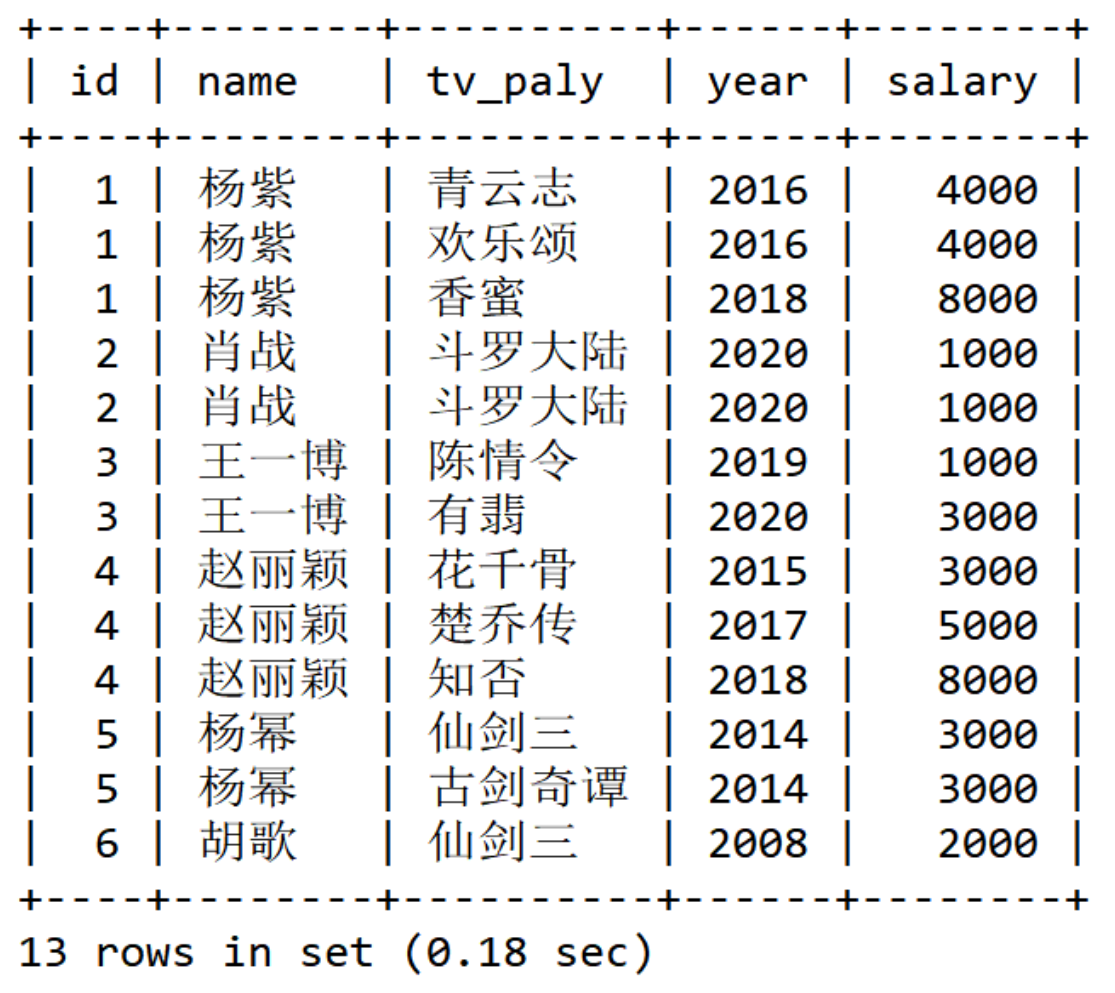 +----+--------+----------+------+--------+
| id | name   | tv_paly  | year | salary |
+----+--------+----------+------+--------+
| 1 | 杨紫   | 青云志   | 2016 | 4000 |
| 1 | 杨紫   | 欢乐颂   | 2016 | 4000 |
| 1 | 杨紫   | 香蜜     | 2018 | 8000 |
| 2 | 肖战   | 斗罗大陆 | 2020 | 1000 |
| 2 | 肖战   | 斗罗大陆 | 2020 | 1000 |
| 3 | 王一博 | 陈情令   | 2019 | 1000 |
| 3 | 王一博 | 有翡     | 2020 | 3000 |
| 4 | 赵丽颖 | 花千骨   | 2015 | 3000 |
| 4 | 赵丽颖 | 楚乔传   | 2017 | 5000 |
| 4 | 赵丽颖 | 知否     | 2018 | 8000 |
| 5 | 杨幂   | 仙剑三   | 2014 | 3000 |
| 5 | 杨幂   | 古剑奇谭 | 2014 | 3000 |
| 6 | 胡歌   | 仙剑三   | 2008 | 2000 |
+----+--------+----------+------+--------+
13 rows in set (0.18 sec)